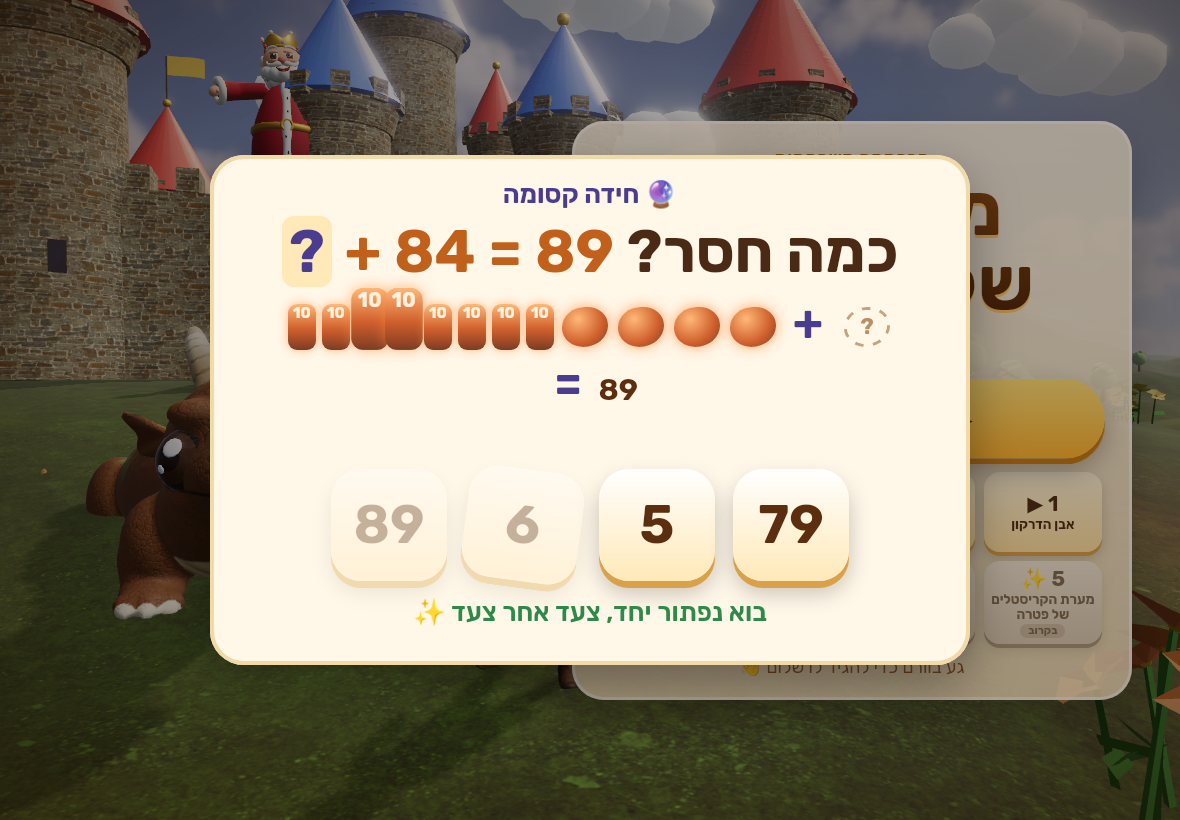 🔮 חידה קסומה
כמה חסר? 89 = 84 + ?
10 10 10 10 10 10 10 10 + ?
= 89
89 6 5 79
בוא נפתור יחד, צעד אחר צעד ✨
▶ 1
אבן הדרקון
5 ✨
מערת הקריסטלים
של פטרה
בקרוב